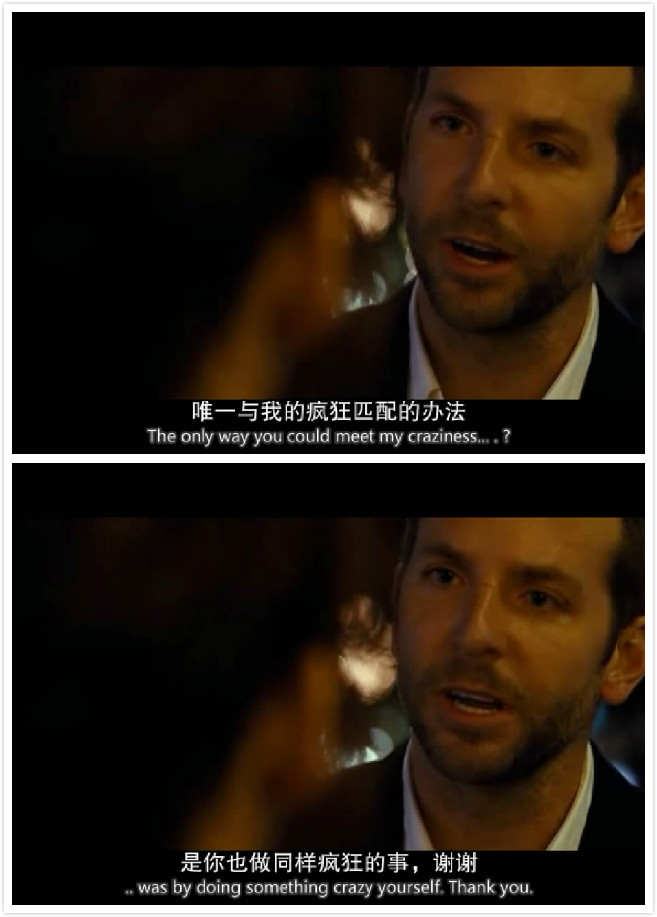 唯一与我的疯狂匹配的办法
The only way you could meet my craziness... . ?
是你也做同样疯狂的事，谢谢
.. was by doing something crazy yourself. Thank you.